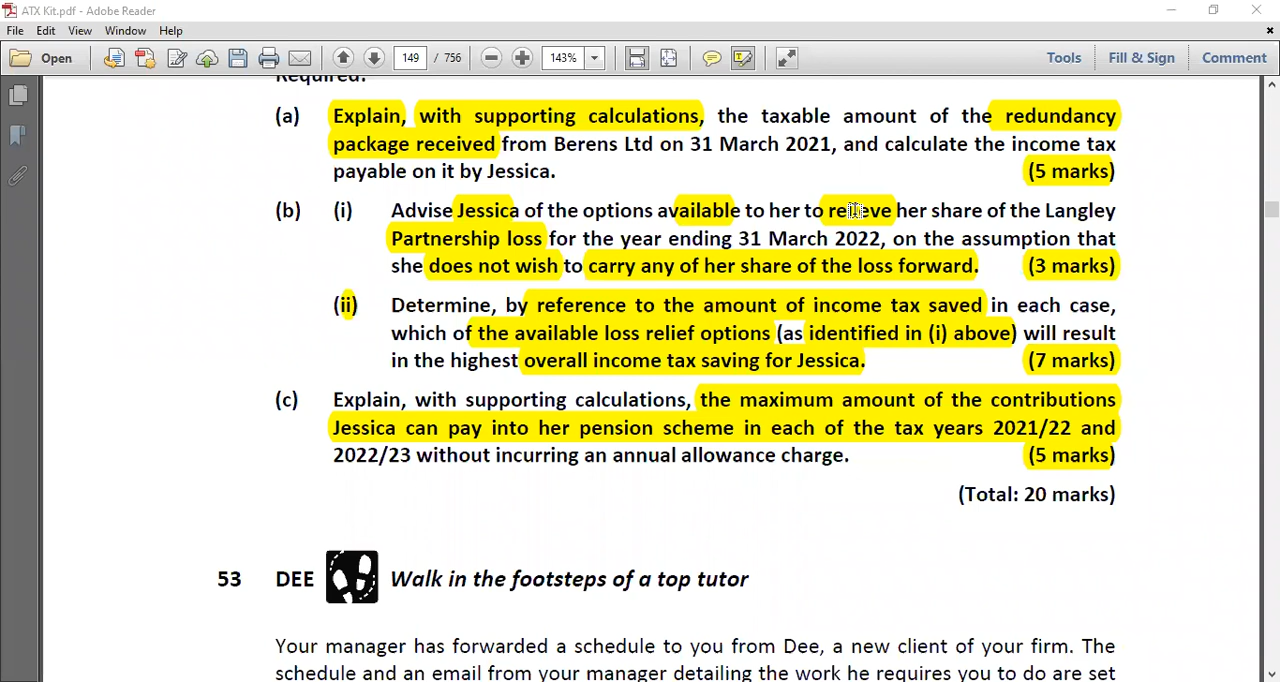 ATX Kit.pdf - Adobe Reader
File Edit View Window Help
Open 149 / 756 143% Tools Fill & Sign Comment
Required:
(a) Explain, with supporting calculations, the taxable amount of the redundancy
package received from Berens Ltd on 31 March 2021, and calculate the income tax
payable on it by Jessica. (5 marks)
(b) (i) Advise Jessica of the options available to her to relieve her share of the Langley
Partnership loss for the year ending 31 March 2022, on the assumption that
she does not wish to carry any of her share of the loss forward. (3 marks)
(ii) Determine, by reference to the amount of income tax saved in each case,
which of the available loss relief options (as identified in (i) above) will result
in the highest overall income tax saving for Jessica. (7 marks)
(c) Explain, with supporting calculations, the maximum amount of the contributions
Jessica can pay into her pension scheme in each of the tax years 2021/22 and
2022/23 without incurring an annual allowance charge. (5 marks)
(Total: 20 marks)
53 DEE Walk in the footsteps of a top tutor
Your manager has forwarded a schedule to you from Dee, a new client of your firm. The
schedule and an email from your manager detailing the work he requires you to do are set